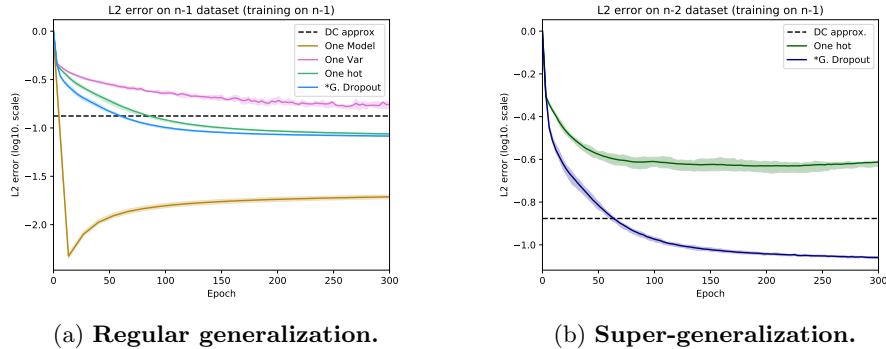 L2 error on n-1 dataset (training on n-1)
0.0
−0.5
−1.0
−1.5
−2.0
L2 error (log10. scale)
0
50
100
150
200
250
300
Epoch
DC approx
One Model
One Var
One hot
*G. Dropout
(a) Regular generalization.
L2 error on n-2 dataset (training on n-1)
0.0
−0.2
−0.4
−0.6
−0.8
−1.0
L2 error (log10. scale)
0
50
100
150
200
250
300
Epoch
DC approx.
One hot
*G. Dropout
(b) Super-generalization.